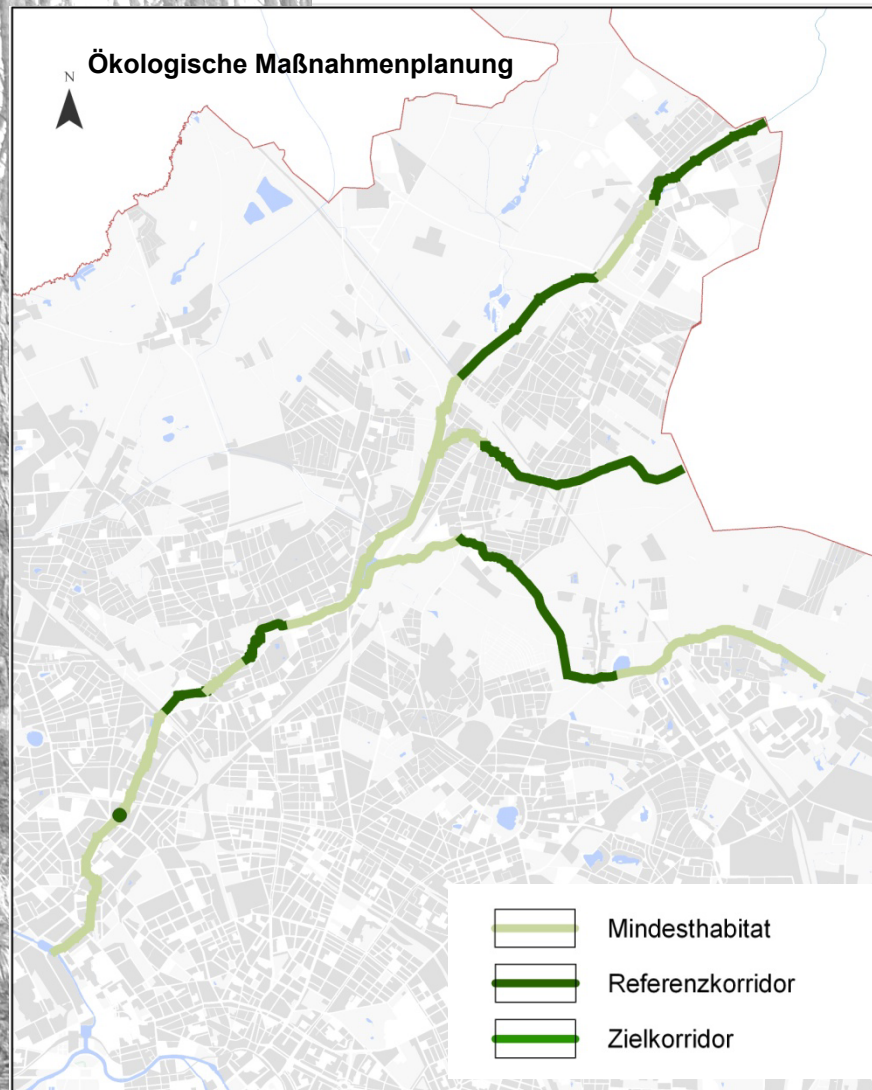 Ökologische Maßnahmenplanung
N
Mindesthabitat
Referenzkorridor
Zielkorridor